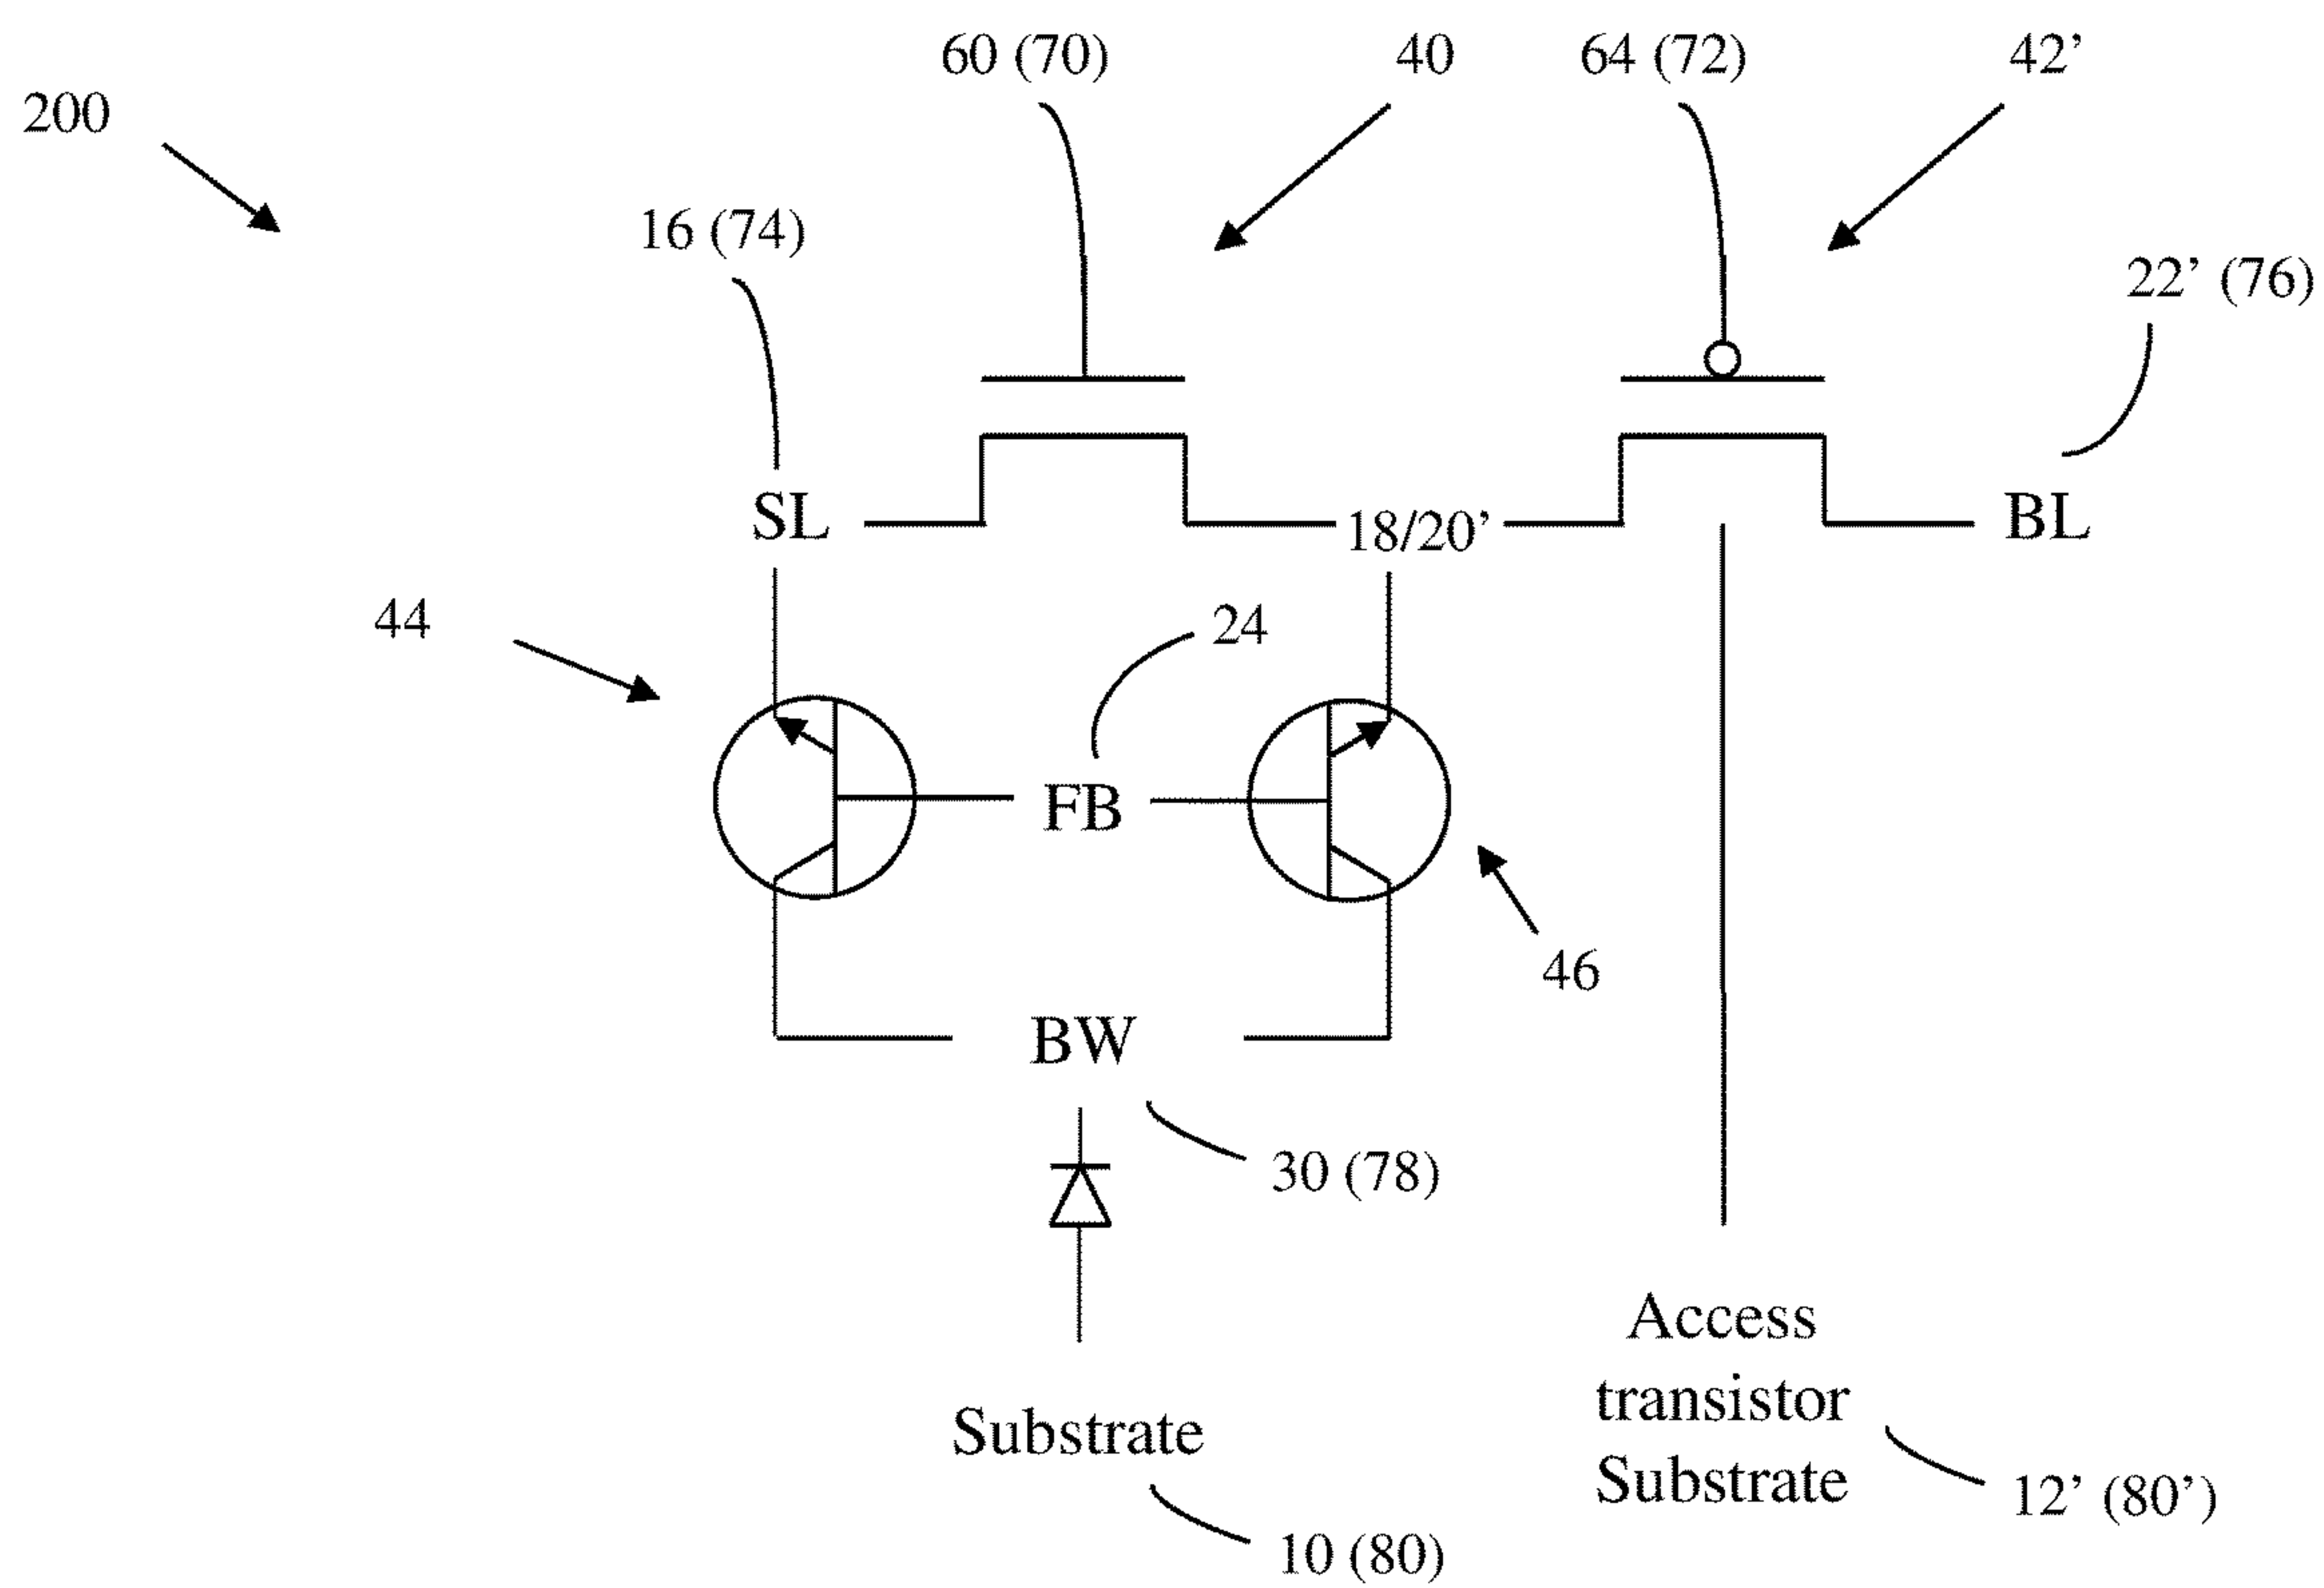 60 (70)
40
64 (72)
42’
200
16 (74)
22’ (76)
SL
18/20’
BL
44
24
FB
46
BW
30 (78)
Access
transistor
Substrate
Substrate
12’ (80’)
10 (80)